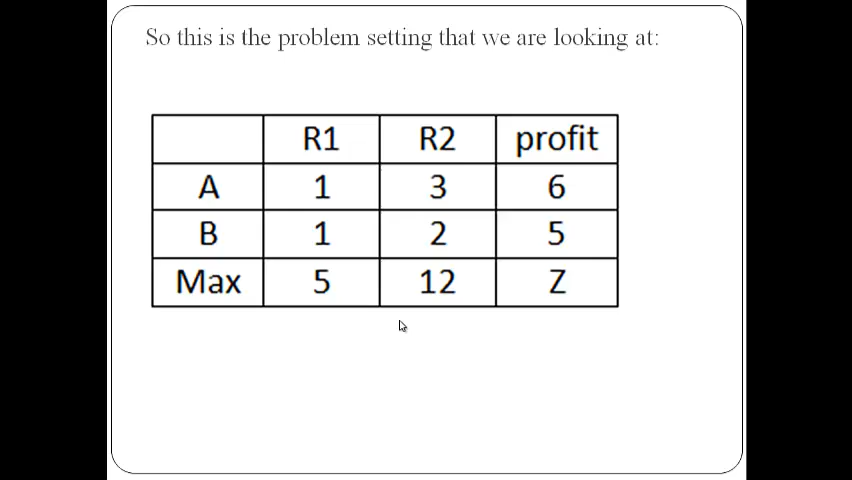 So this is the problem setting that we are looking at:
R1 R2 profit
A 1 3 6
B 1 2 5
Max 5 12 Z